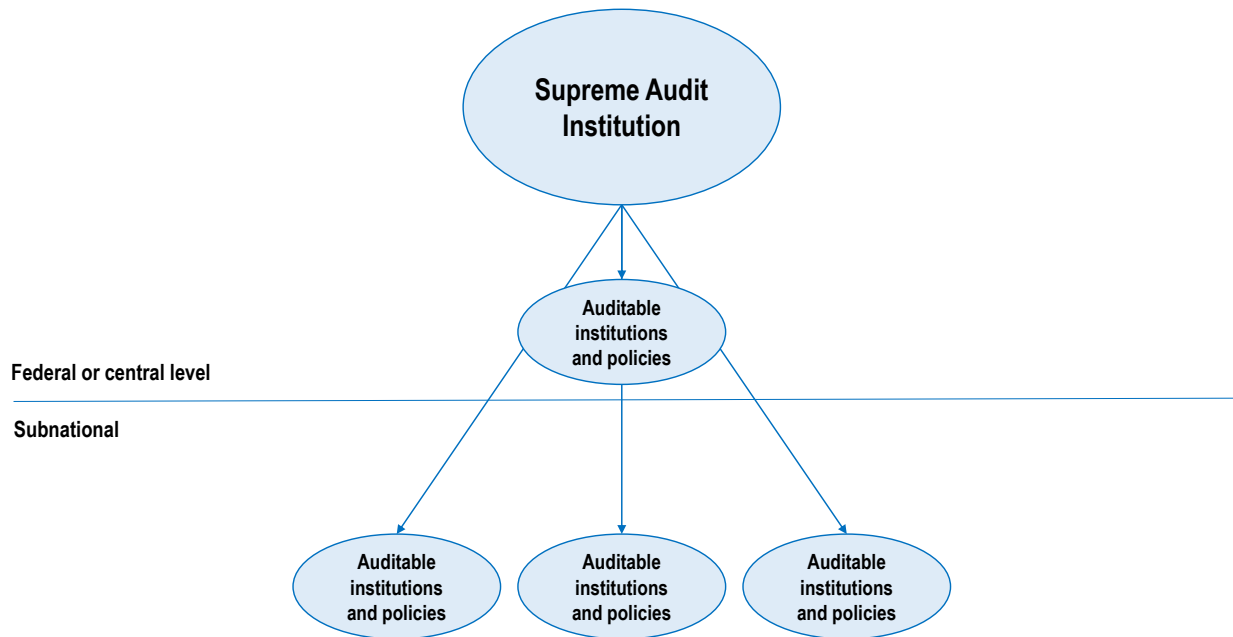 Supreme Audit
Institution
Auditable
institutions
and policies
Federal or central level
Subnational
Auditable
institutions
and policies
Auditable
institutions
and policies
Auditable
institutions
and policies